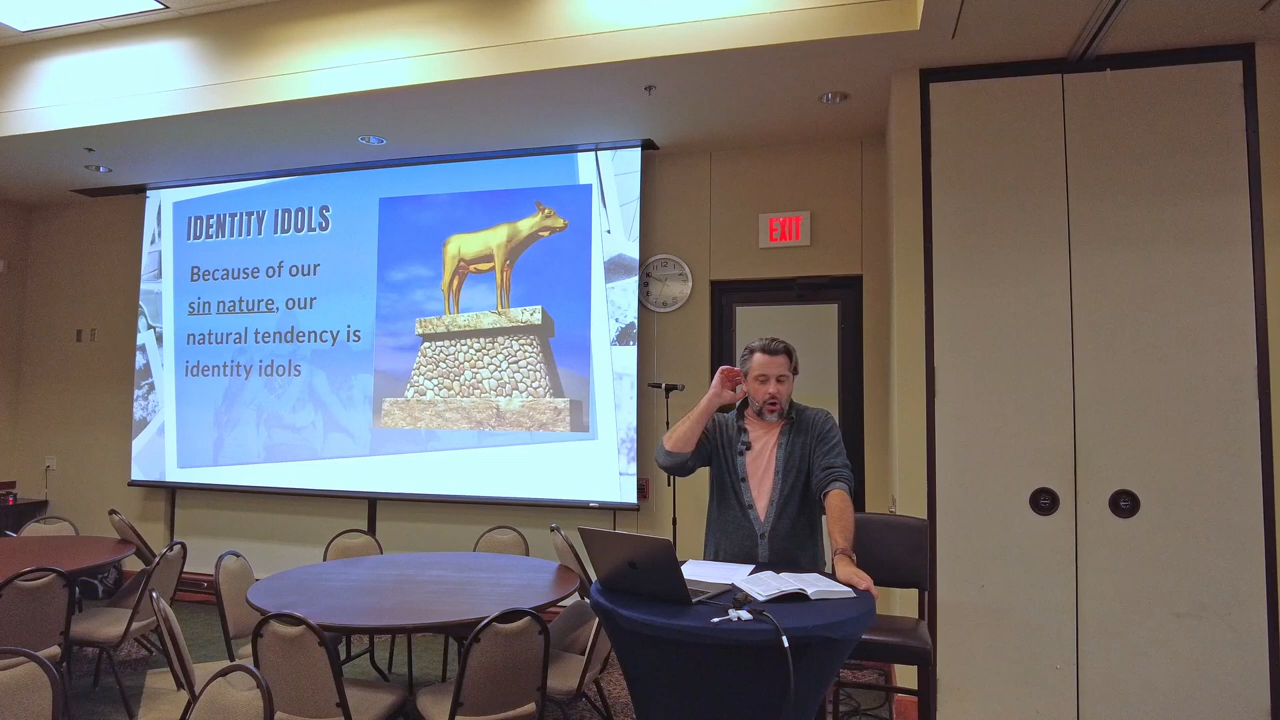 IDENTITY IDOLS
Because of our
sin nature, our
natural tendency is
identity idols
EXIT